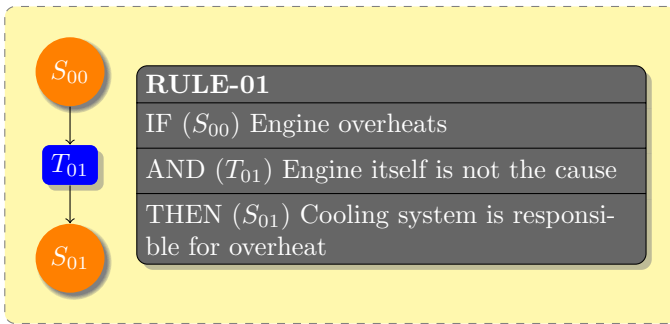 S₀₀
T₀₁
S₀₁
RULE-01
IF (S₀₀) Engine overheats
AND (T₀₁) Engine itself is not the cause
THEN (S₀₁) Cooling system is responsi-
ble for overheat